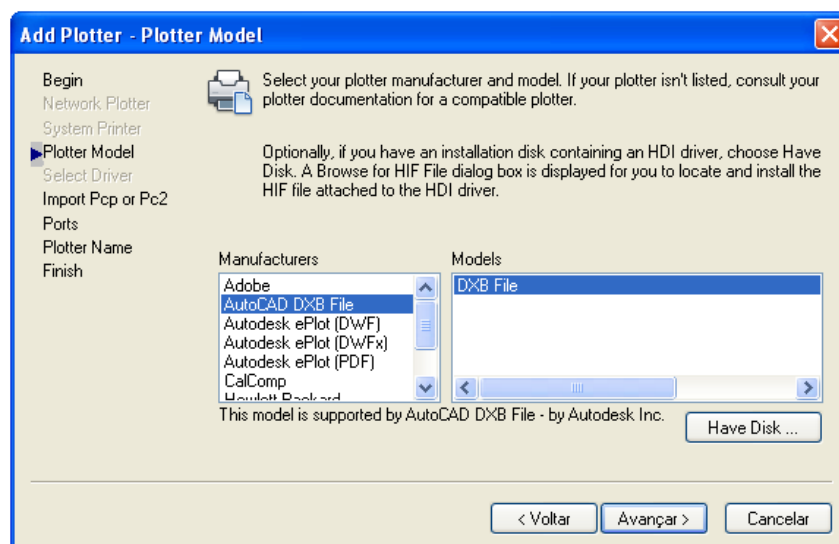 Add Plotter - Plotter Model
Begin
Network Plotter
System Printer
Plotter Model
Select Driver
Import Pcp or Pc2
Ports
Plotter Name
Finish
Select your plotter manufacturer and model. If your plotter isn't listed, consult your
plotter documentation for a compatible plotter.
Optionally, if you have an installation disk containing an HDI driver, choose Have
Disk. A Browse for HIF File dialog box is displayed for you to locate and install the
HIF file attached to the HDI driver.
Manufacturers
Adobe
AutoCAD DXB File
Autodesk ePlot (DWF)
Autodesk ePlot (DWFx)
Autodesk ePlot (PDF)
CalComp
Hewlett Packard
Models
DXB File
This model is supported by AutoCAD DXB File - by Autodesk Inc.
Have Disk ...
< Voltar
Avançar >
Cancelar